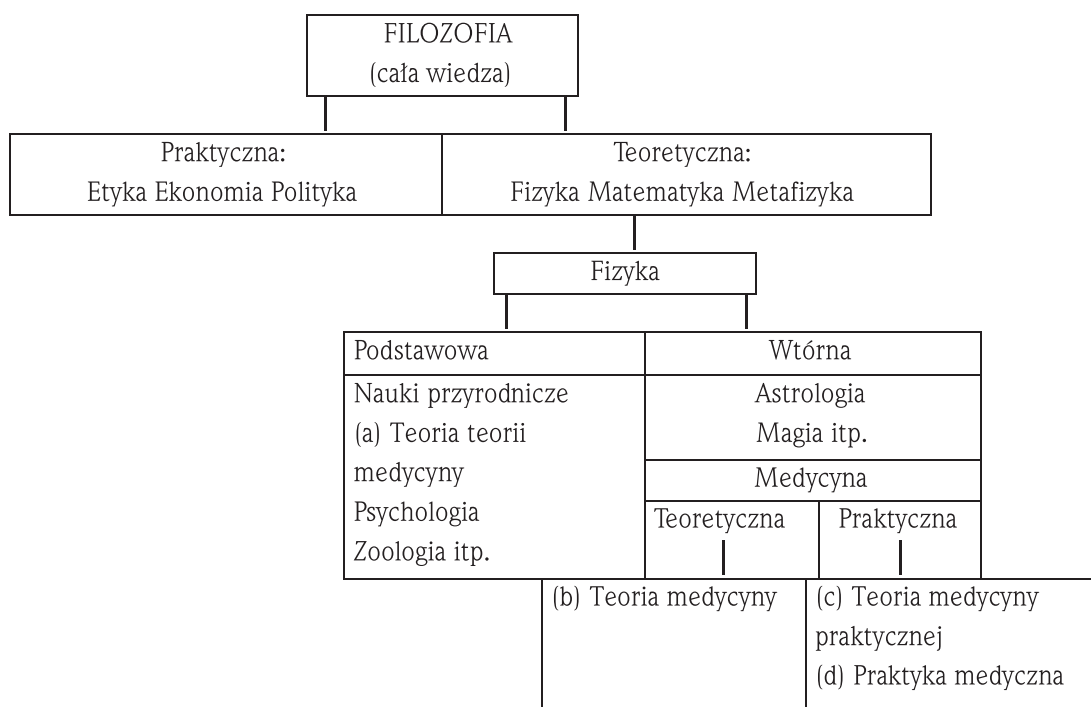 FILOZOFIA
(cała wiedza)
Praktyczna:
Etyka Ekonomia Polityka
Teoretyczna:
Fizyka Matematyka Metafizyka
Fizyka
Podstawowa
Nauki przyrodnicze
(a) Teoria teorii
medycyny
Psychologia
Zoologia itp.
Wtórna
Astrologia
Magia itp.
Medycyna
Teoretyczna
Praktyczna
(b) Teoria medycyny
(c) Teoria medycyny
praktycznej
(d) Praktyka medyczna